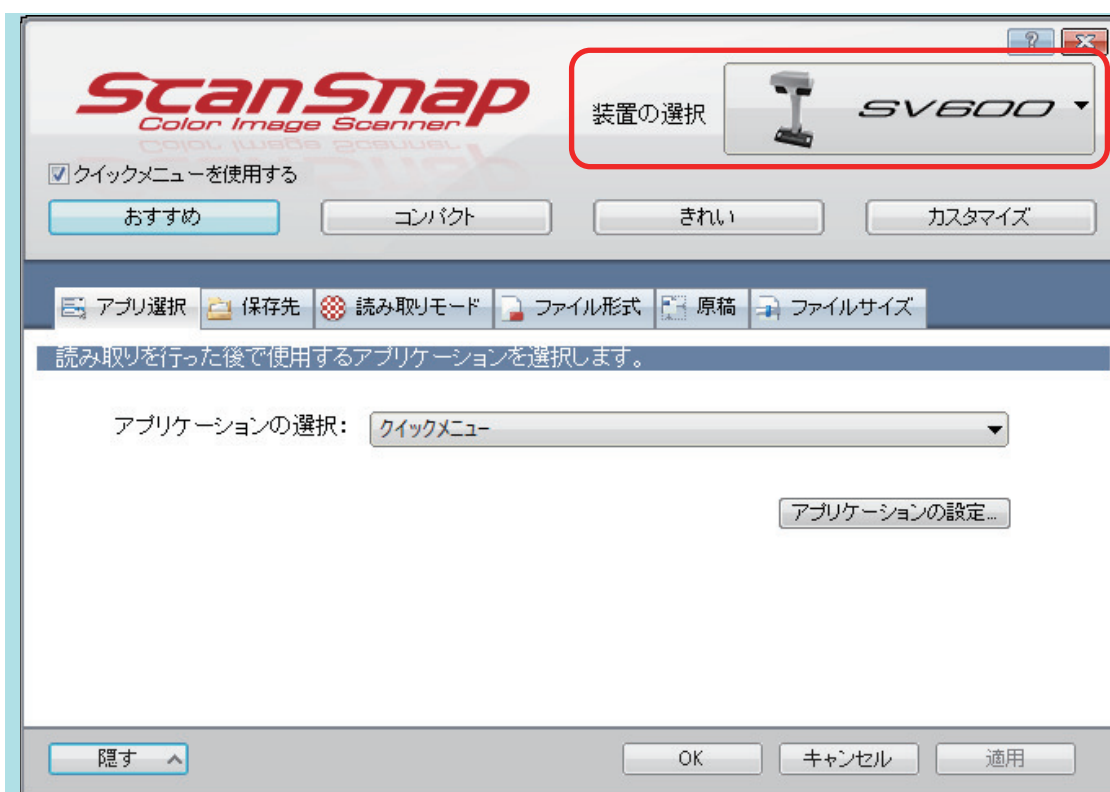 ScanSnap
Color Image Scanner
装置の選択
SV600
クイックメニューを使用する
おすすめ
コンパクト
きれい
カスタマイズ
アプリ選択
保存先
読み取りモード
ファイル形式
原稿
ファイルサイズ
読み取りを行った後で使用するアプリケーションを選択します。
アプリケーションの選択:
クイックメニュー
アプリケーションの設定...
隠す
OK
キャンセル
適用